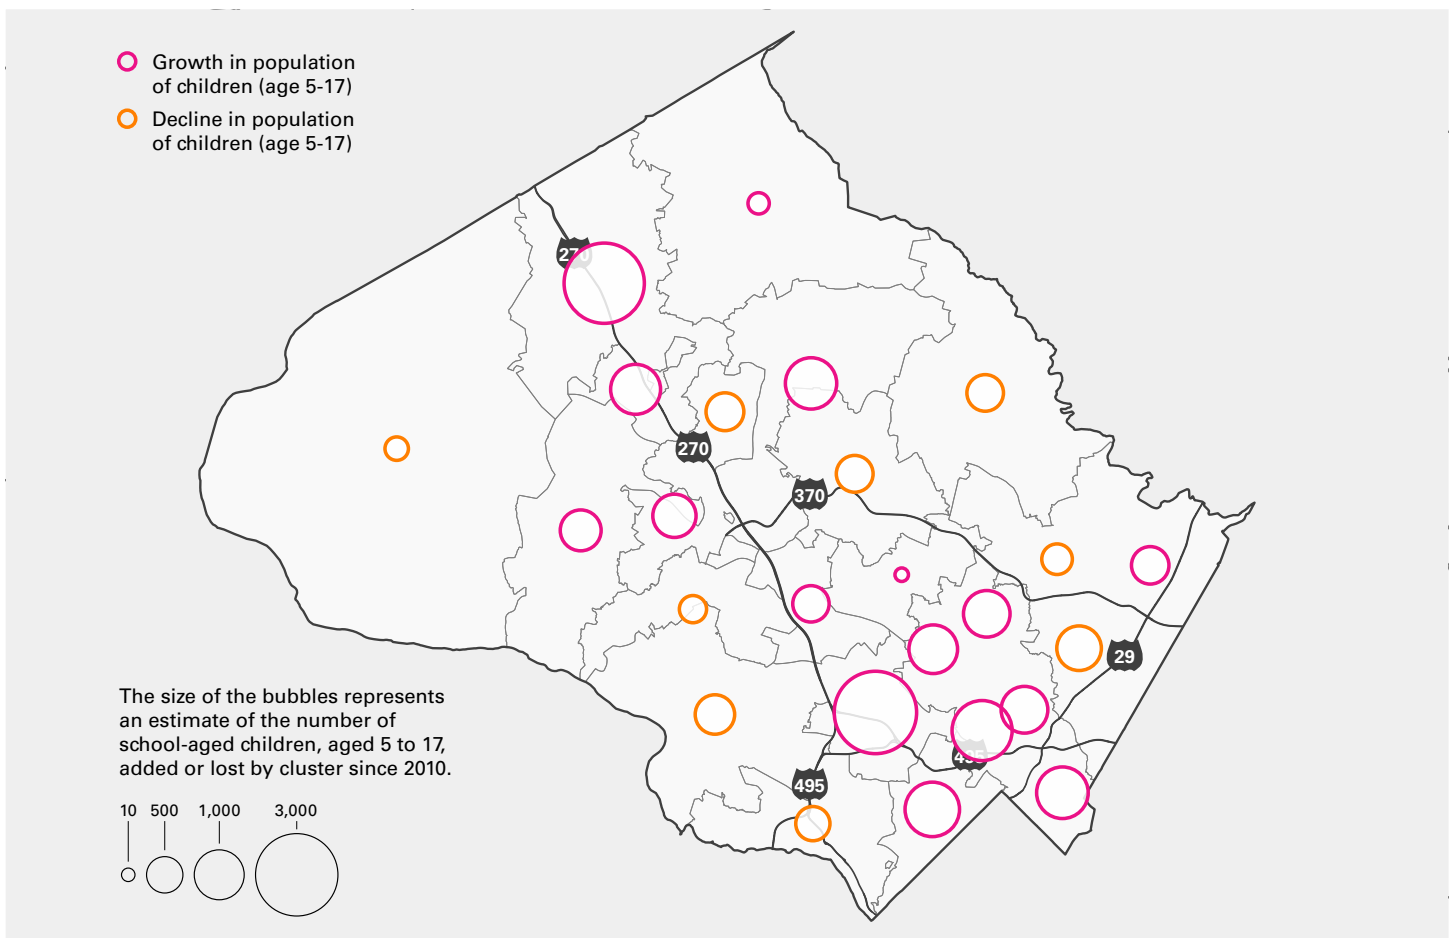 Growth in population
of children (age 5-17)
Decline in population
of children (age 5-17)
270
270
370
29
495
495
The size of the bubbles represents
an estimate of the number of
school-aged children, aged 5 to 17,
added or lost by cluster since 2010.
10 500 1,000 3,000